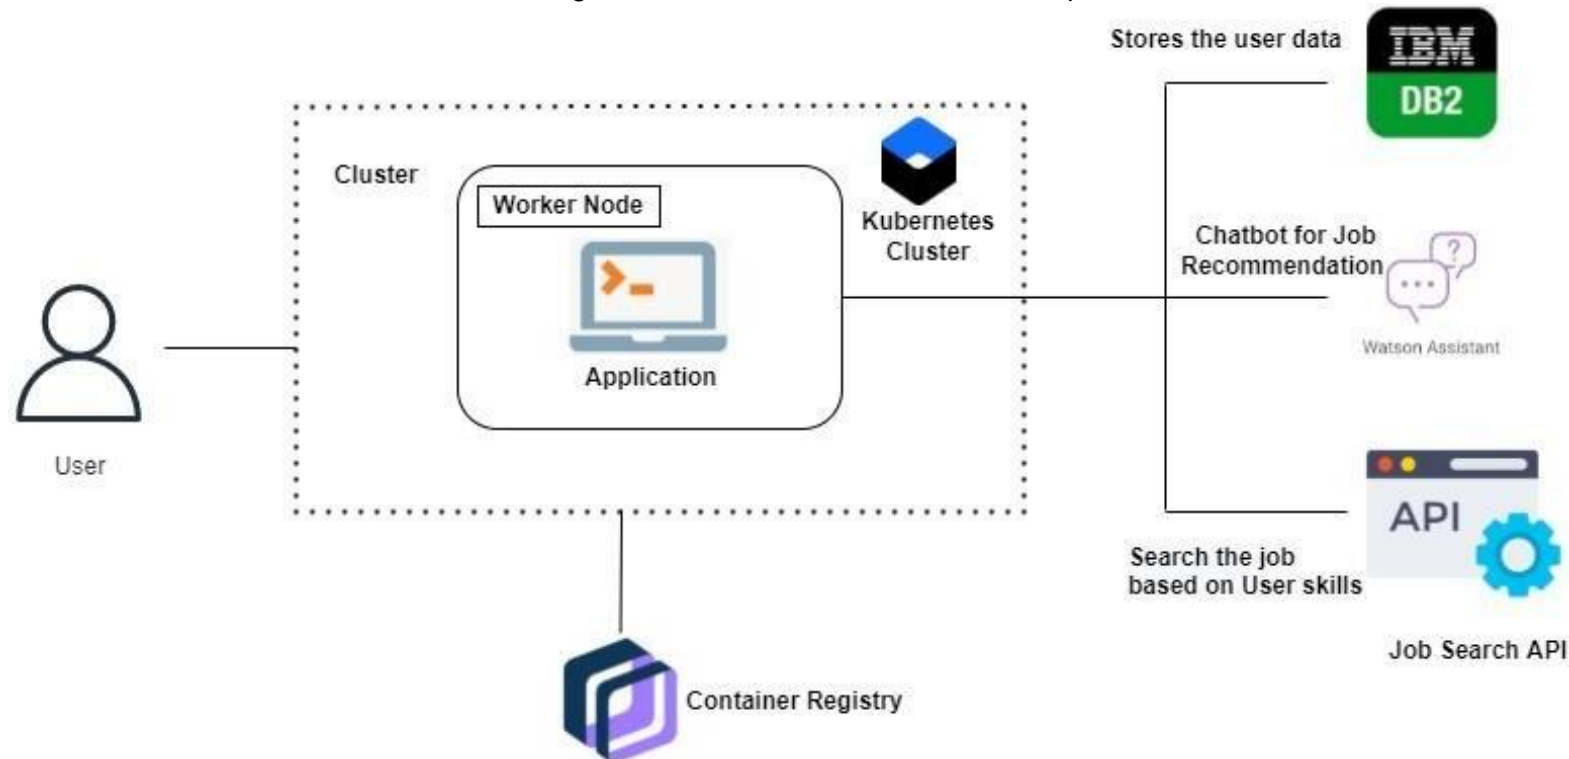 Stores the user data
IBM
DB2
Cluster
Worker Node
Kubernetes
Cluster
Chatbot for Job
Recommendation
?
Application
Watson Assistant
User
API
Search the job
based on User skills
Job Search API
Container Registry